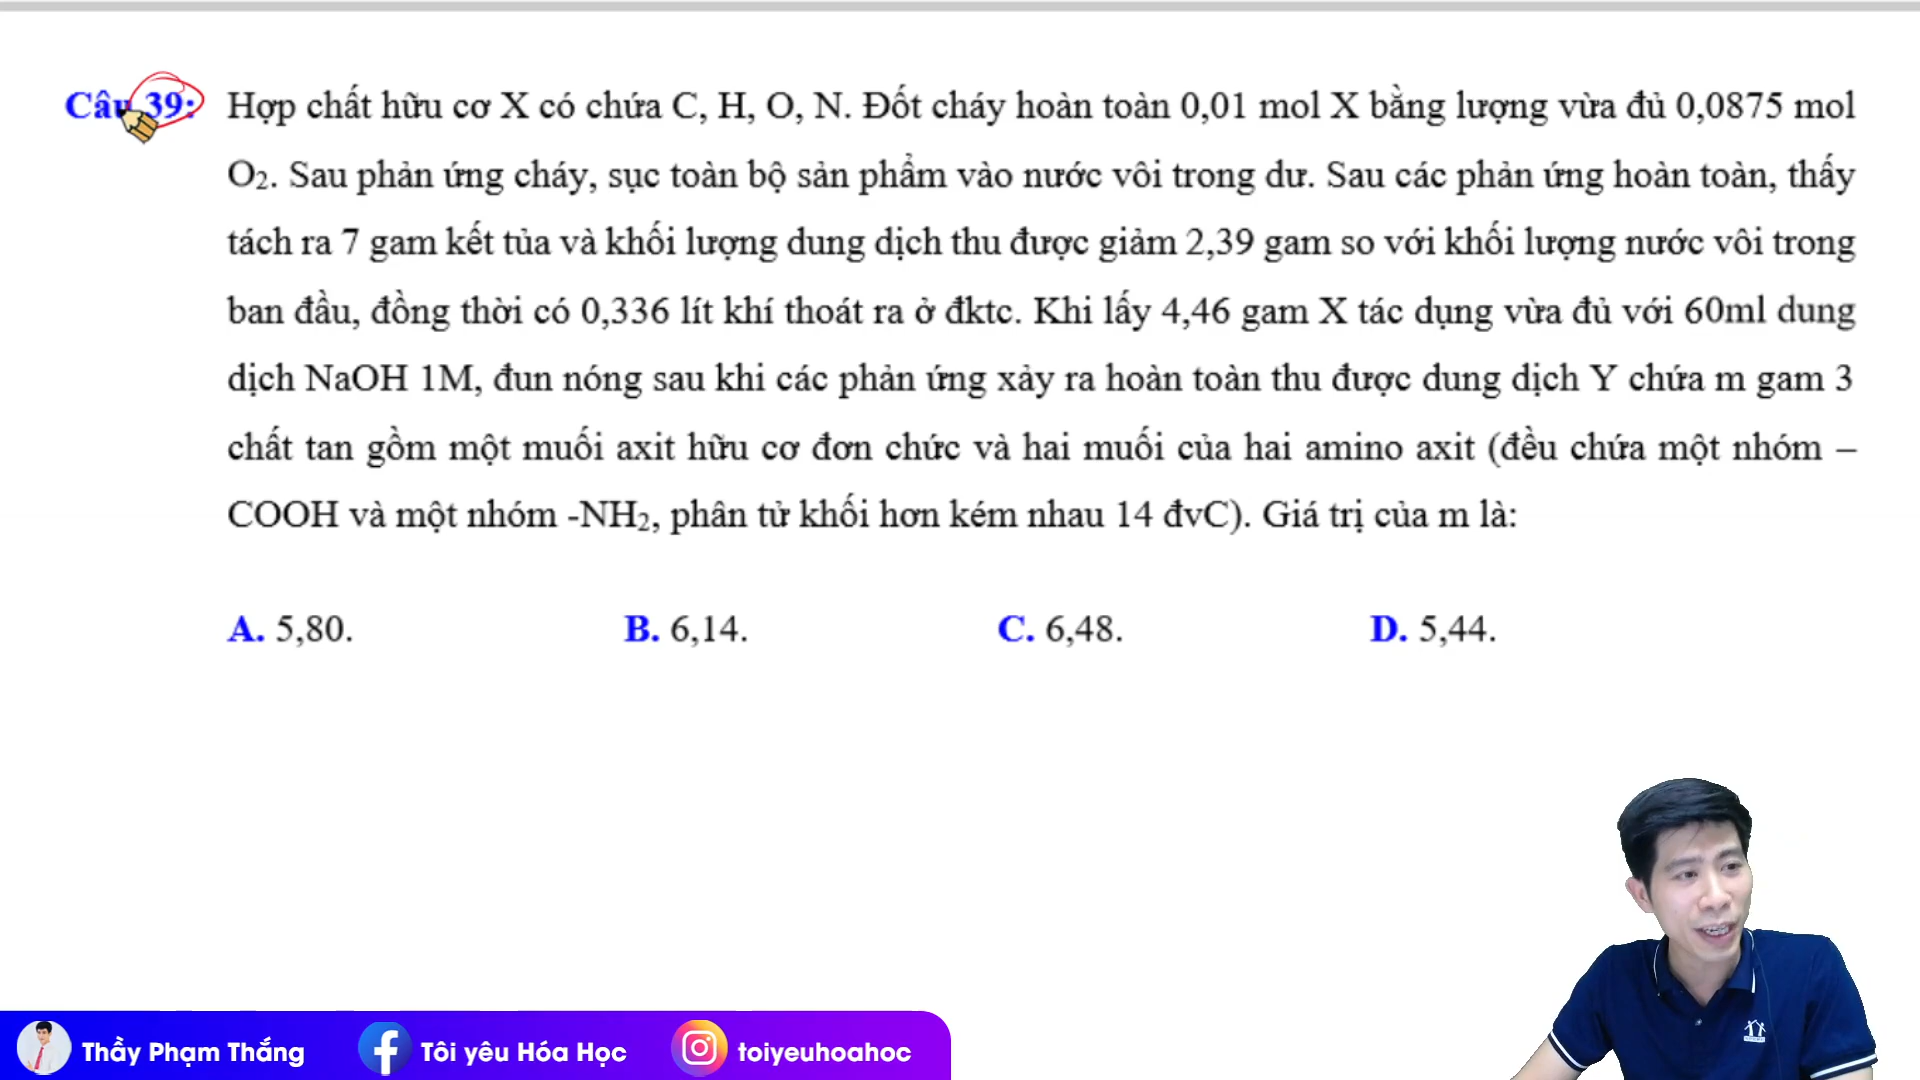 Câu 39: Hợp chất hữu cơ X có chứa C, H, O, N. Đốt cháy hoàn toàn 0,01 mol X bằng lượng vừa đủ 0,0875 mol
O₂. Sau phản ứng cháy, sục toàn bộ sản phẩm vào nước vôi trong dư. Sau các phản ứng hoàn toàn, thấy
tách ra 7 gam kết tủa và khối lượng dung dịch thu được giảm 2,39 gam so với khối lượng nước vôi trong
ban đầu, đồng thời có 0,336 lít khí thoát ra ở đktc. Khi lấy 4,46 gam X tác dụng vừa đủ với 60ml dung
dịch NaOH 1M, đun nóng sau khi các phản ứng xảy ra hoàn toàn thu được dung dịch Y chứa m gam 3
chất tan gồm một muối axit hữu cơ đơn chức và hai muối của hai amino axit (đều chứa một nhóm –
COOH và một nhóm -NH₂, phân tử khối hơn kém nhau 14 đvC). Giá trị của m là:
A. 5,80. B. 6,14. C. 6,48. D. 5,44.
Thầy Phạm Thắng Tôi yêu Hóa Học toiyeuhoahoc